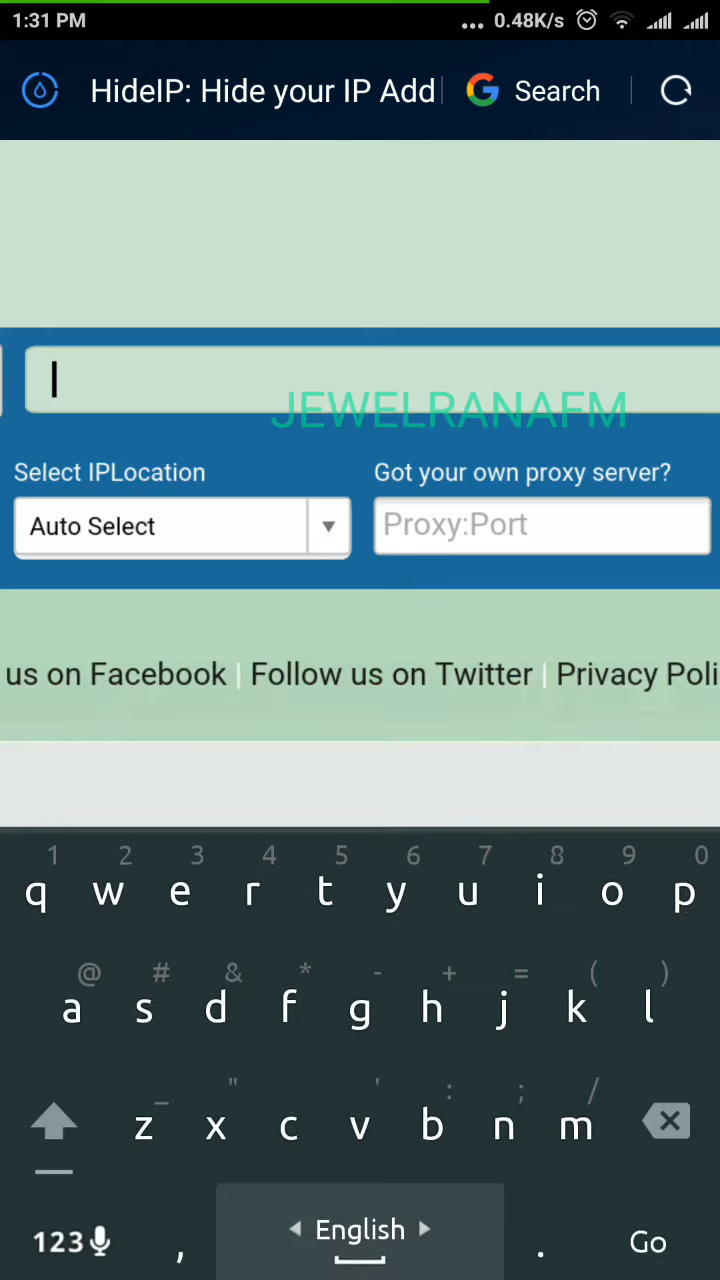 1:31 PM ... 0.48K/s
HideIP: Hide your IP Add Search
JEWELRANAFM
Select IPLocation Got your own proxy server?
Auto Select Proxy:Port
us on Facebook | Follow us on Twitter | Privacy Poli
1 2 3 4 5 6 7 8 9 0
q w e r t y u i o p
@ # & * - + = ( )
a s d f g h j k l
_ " ' : ; /
z x c v b n m
123 , English . Go